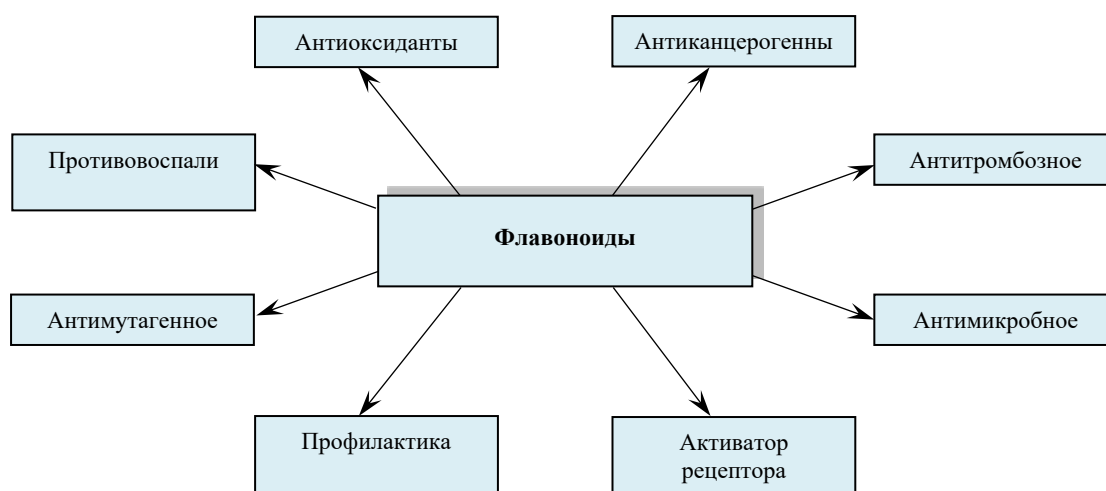 Антиоксиданты
Антиканцерогенны
Противовоспали
Антитромбозное
Флавоноиды
Антимутагенное
Антимикробное
Профилактика
Активатор
рецептора